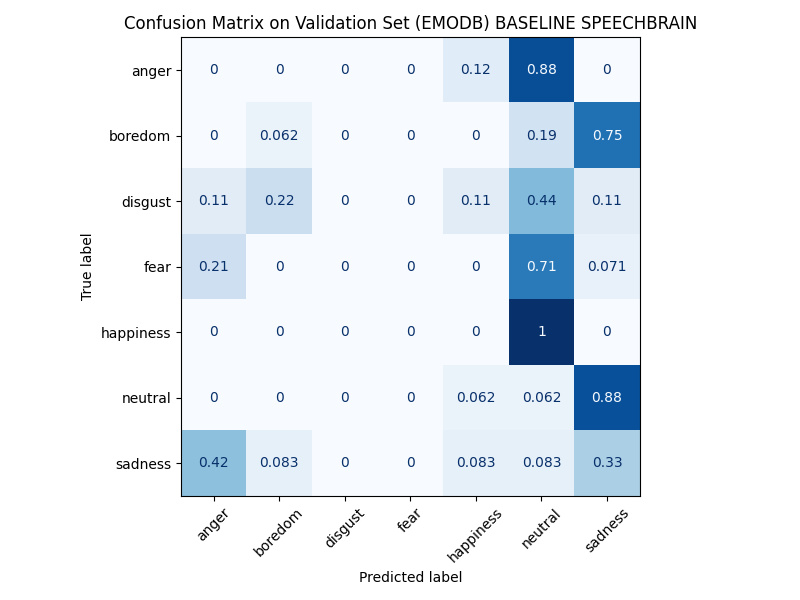 Confusion Matrix on Validation Set (EMODB) BASELINE SPEECHBRAIN
anger 0 0 0 0 0.12 0.88 0
boredom 0 0.062 0 0 0 0.19 0.75
disgust 0.11 0.22 0 0 0.11 0.44 0.11
fear 0.21 0 0 0 0 0.71 0.071
happiness 0 0 0 0 0 1 0
neutral 0 0 0 0 0.062 0.062 0.88
sadness 0.42 0.083 0 0 0.083 0.083 0.33
True label
anger boredom disgust fear happiness neutral sadness
Predicted label